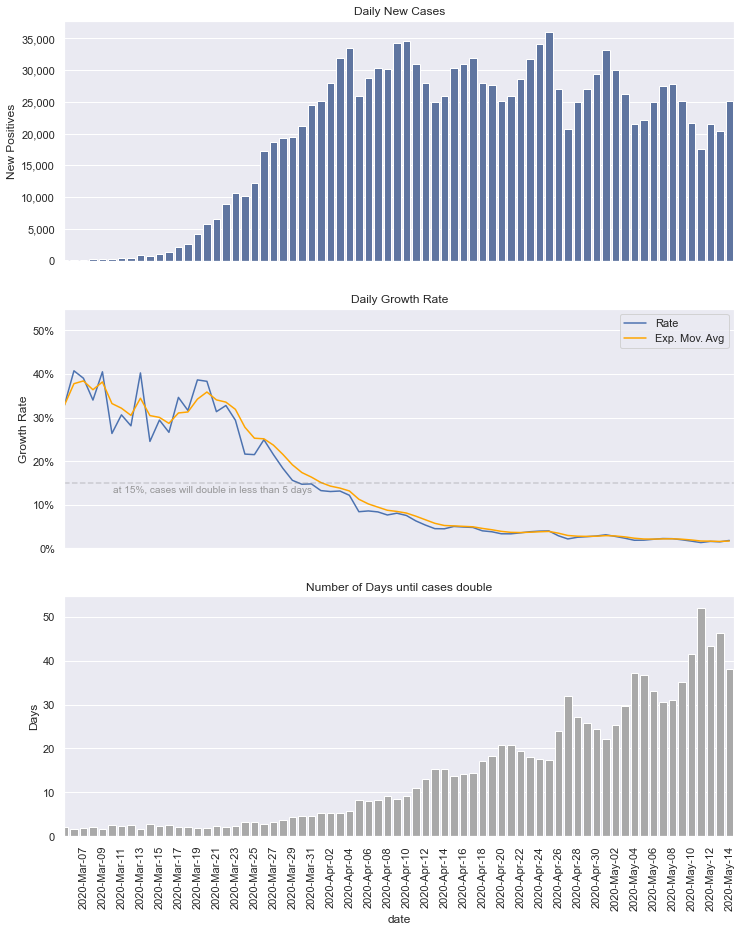 Daily New Cases
35,000
30,000
25,000
20,000
15,000
10,000
5,000
0
New Positives
Daily Growth Rate
50%
40%
30%
20%
10%
0%
Growth Rate
Rate
Exp. Mov. Avg
at 15%, cases will double in less than 5 days
Number of Days until cases double
50
40
30
20
10
0
Days
2020-Mar-07
2020-Mar-09
2020-Mar-11
2020-Mar-13
2020-Mar-15
2020-Mar-17
2020-Mar-19
2020-Mar-21
2020-Mar-23
2020-Mar-25
2020-Mar-27
2020-Mar-29
2020-Mar-31
2020-Apr-02
2020-Apr-04
2020-Apr-06
2020-Apr-08
2020-Apr-10
2020-Apr-12
2020-Apr-14
2020-Apr-16
2020-Apr-18
2020-Apr-20
2020-Apr-22
2020-Apr-24
2020-Apr-26
2020-Apr-28
2020-Apr-30
2020-May-02
2020-May-04
2020-May-06
2020-May-08
2020-May-10
2020-May-12
2020-May-14
date